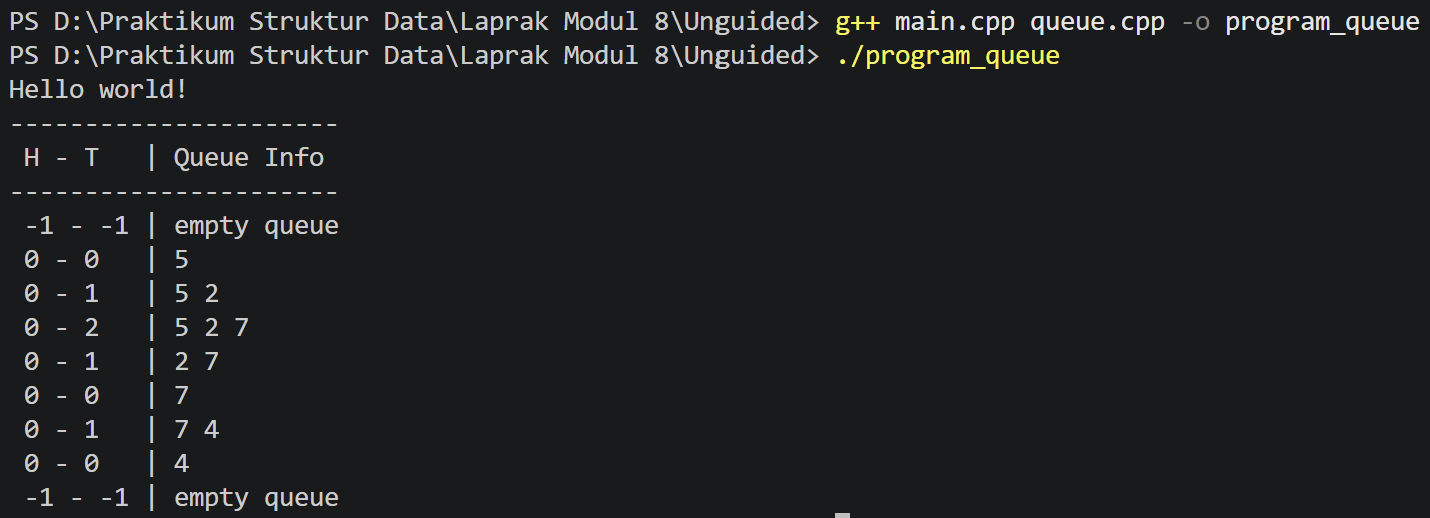 PS D:\Praktikum Struktur Data\Laprak Modul 8\Unguided> g++ main.cpp queue.cpp -o program_queue
PS D:\Praktikum Struktur Data\Laprak Modul 8\Unguided> ./program_queue
Hello world!
----------------------
 H - T   | Queue Info
----------------------
 -1 - -1 | empty queue
 0 - 0   | 5
 0 - 1   | 5 2
 0 - 2   | 5 2 7
 0 - 1   | 2 7
 0 - 0   | 7
 0 - 1   | 7 4
 0 - 0   | 4
 -1 - -1 | empty queue